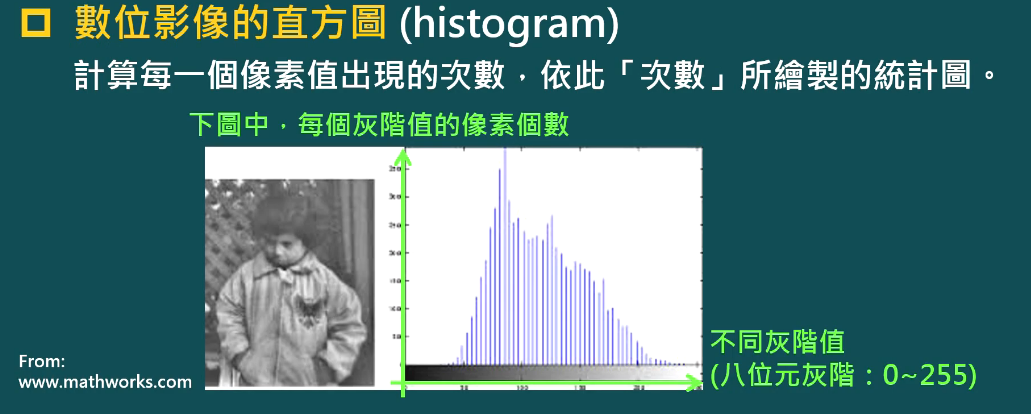 數位影像的直方圖 (histogram)
計算每一個像素值出現的次數，依此「次數」所繪製的統計圖。
下圖中，每個灰階值的像素個數
不同灰階值
(八位元灰階：0~255)
From:
www.mathworks.com